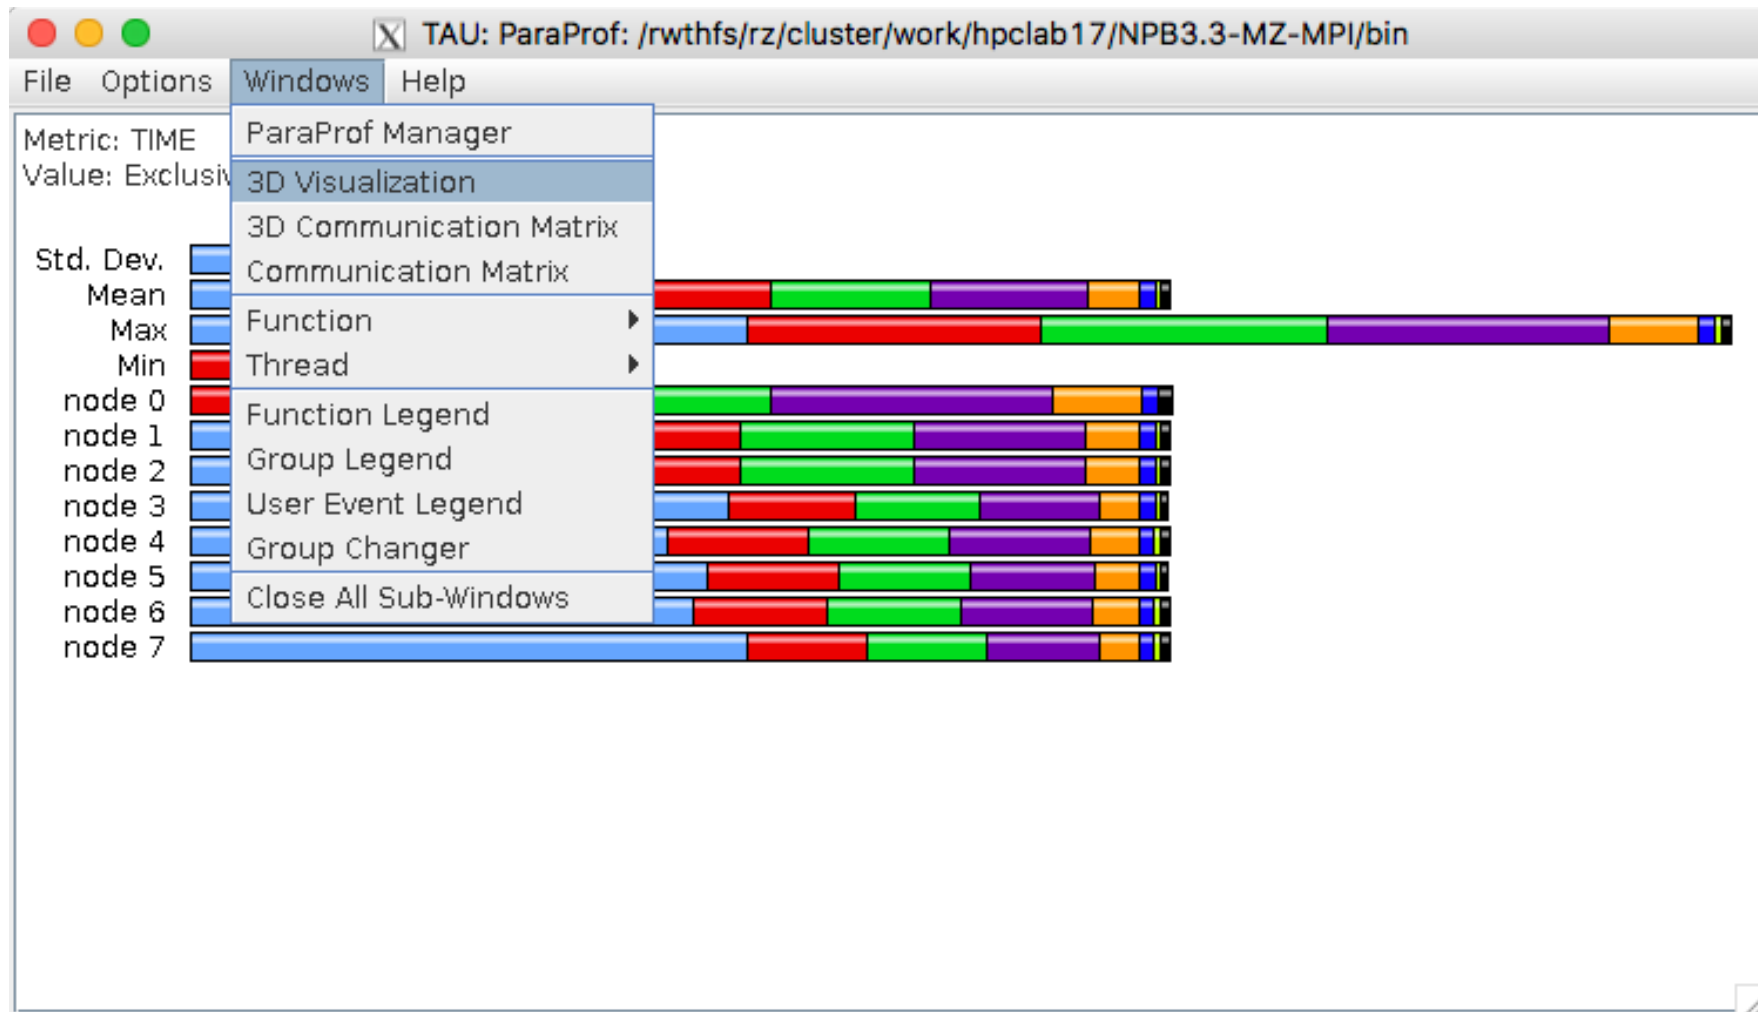 TAU: ParaProf: /rwthfs/rz/cluster/work/hpclab17/NPB3.3-MZ-MPI/bin
File Options Windows Help
Metric: TIME
Value: Exclusiv
ParaProf Manager
3D Visualization
3D Communication Matrix
Communication Matrix
Function
Thread
Function Legend
Group Legend
User Event Legend
Group Changer
Close All Sub-Windows
Std. Dev.
Mean
Max
Min
node 0
node 1
node 2
node 3
node 4
node 5
node 6
node 7